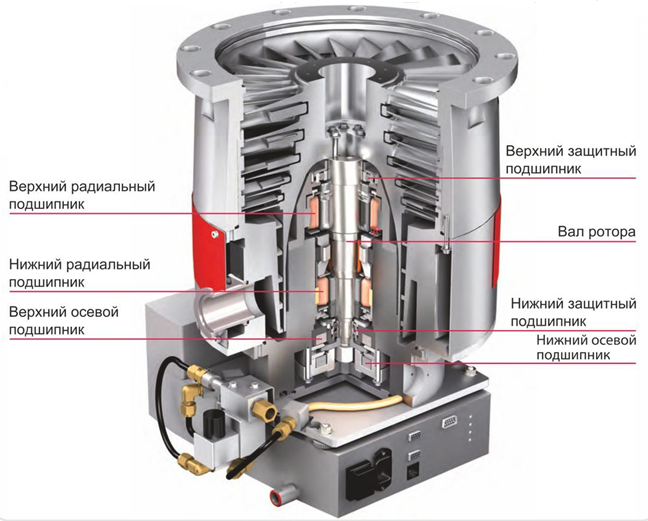 Верхний радиальный
подшипник
Нижний радиальный
подшипник
Верхний осевой
подшипник
Верхний защитный
подшипник
Вал ротора
Нижний защитный
подшипник
Нижний осевой
подшипник